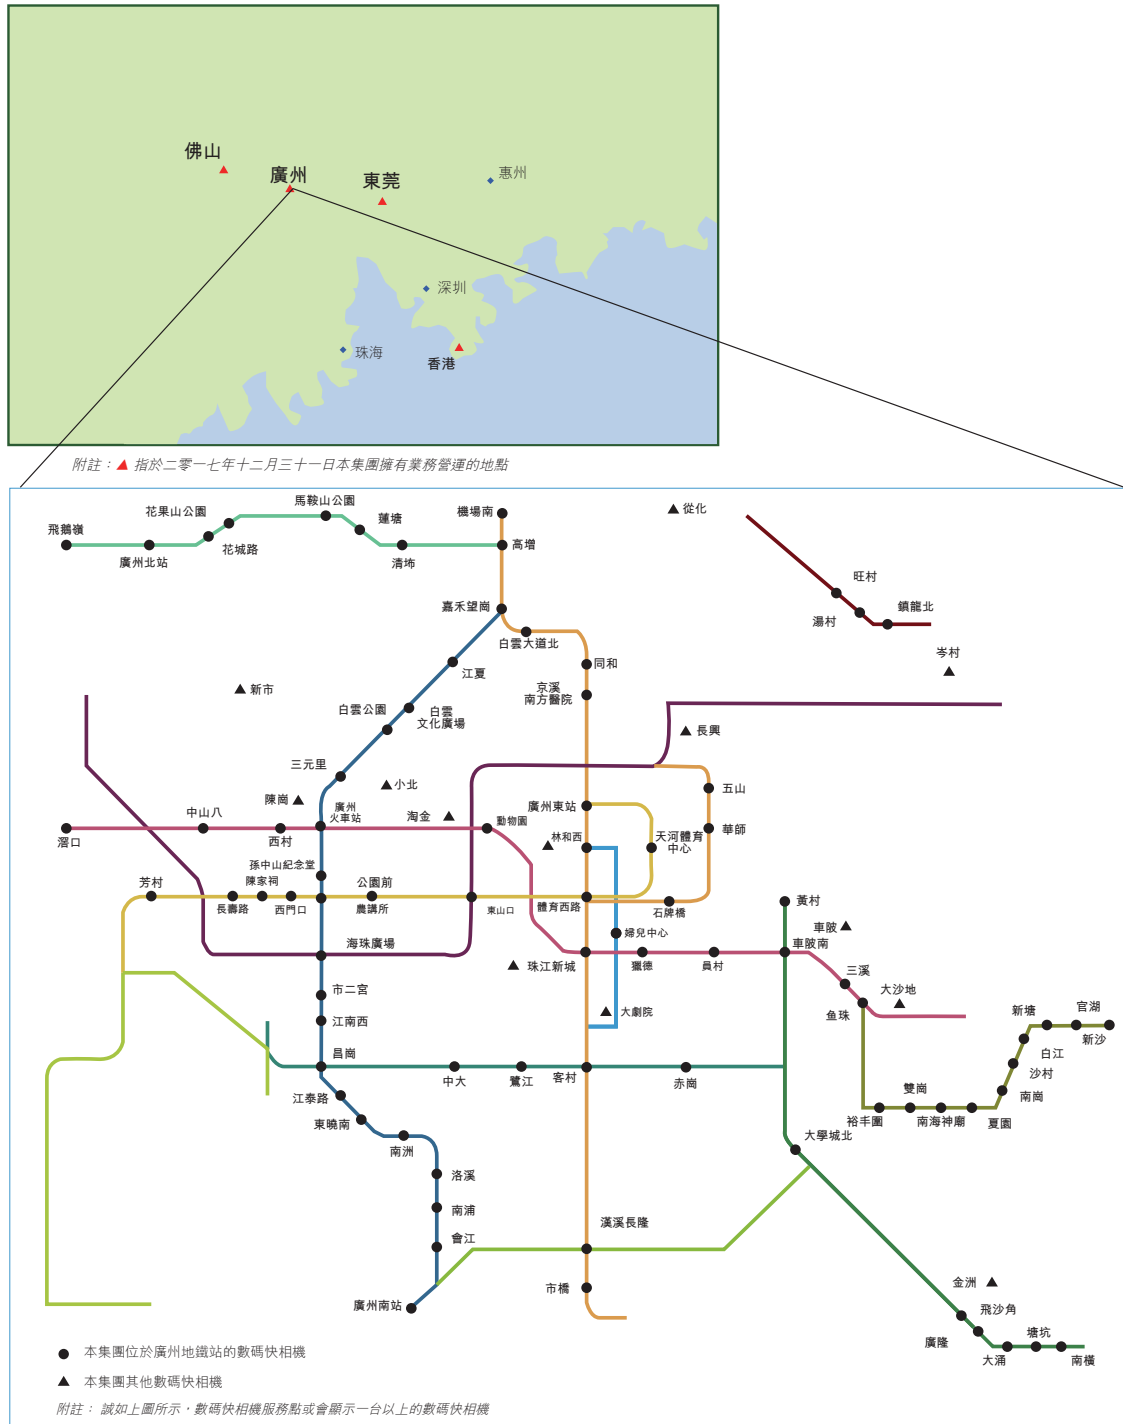 佛山
廣州
東莞
惠州
深圳
珠海
香港
附註：▲ 指於二零一七年十二月三十一日本集團擁有業務營運的地點
馬鞍山公園
花果山公園
機場南
從化
蓮塘
飛鵝嶺
高增
花城路
廣州北站
清㘵
旺村
嘉禾望崗
鎮龍北
湯村
白雲大道北
岑村
同和
江夏
京溪
南方醫院
新市
白雲公園
白雲
文化廣場
長興
三元里
小北
五山
陳崗
廣州
火車站
廣州東站
中山八
淘金
動物園
華師
林和西
天河體育
中心
滘口
西村
孫中山紀念堂
陳家祠
公園前
芳村
黃村
長壽路
西門口
農講所
東山口
體育西路
石牌橋
車陂
婦兒中心
海珠廣場
車陂南
珠江新城
獵德
員村
三溪
市二宮
大沙地
大劇院
新塘
官湖
江南西
鱼珠
新沙
昌崗
白江
中大
鷺江
客村
赤崗
沙村
雙崗
江泰路
南崗
東曉南
裕丰圍
南海神廟
夏園
大學城北
南洲
洛溪
南浦
漢溪長隆
會江
金洲
市橋
廣州南站
飛沙角
廣隆
塘坑
大涌
南橫
● 本集團位於廣州地鐵站的數碼快相機
▲ 本集團其他數碼快相機
附註： 誠如上圖所示，數碼快相機服務點或會顯示一台以上的數碼快相機